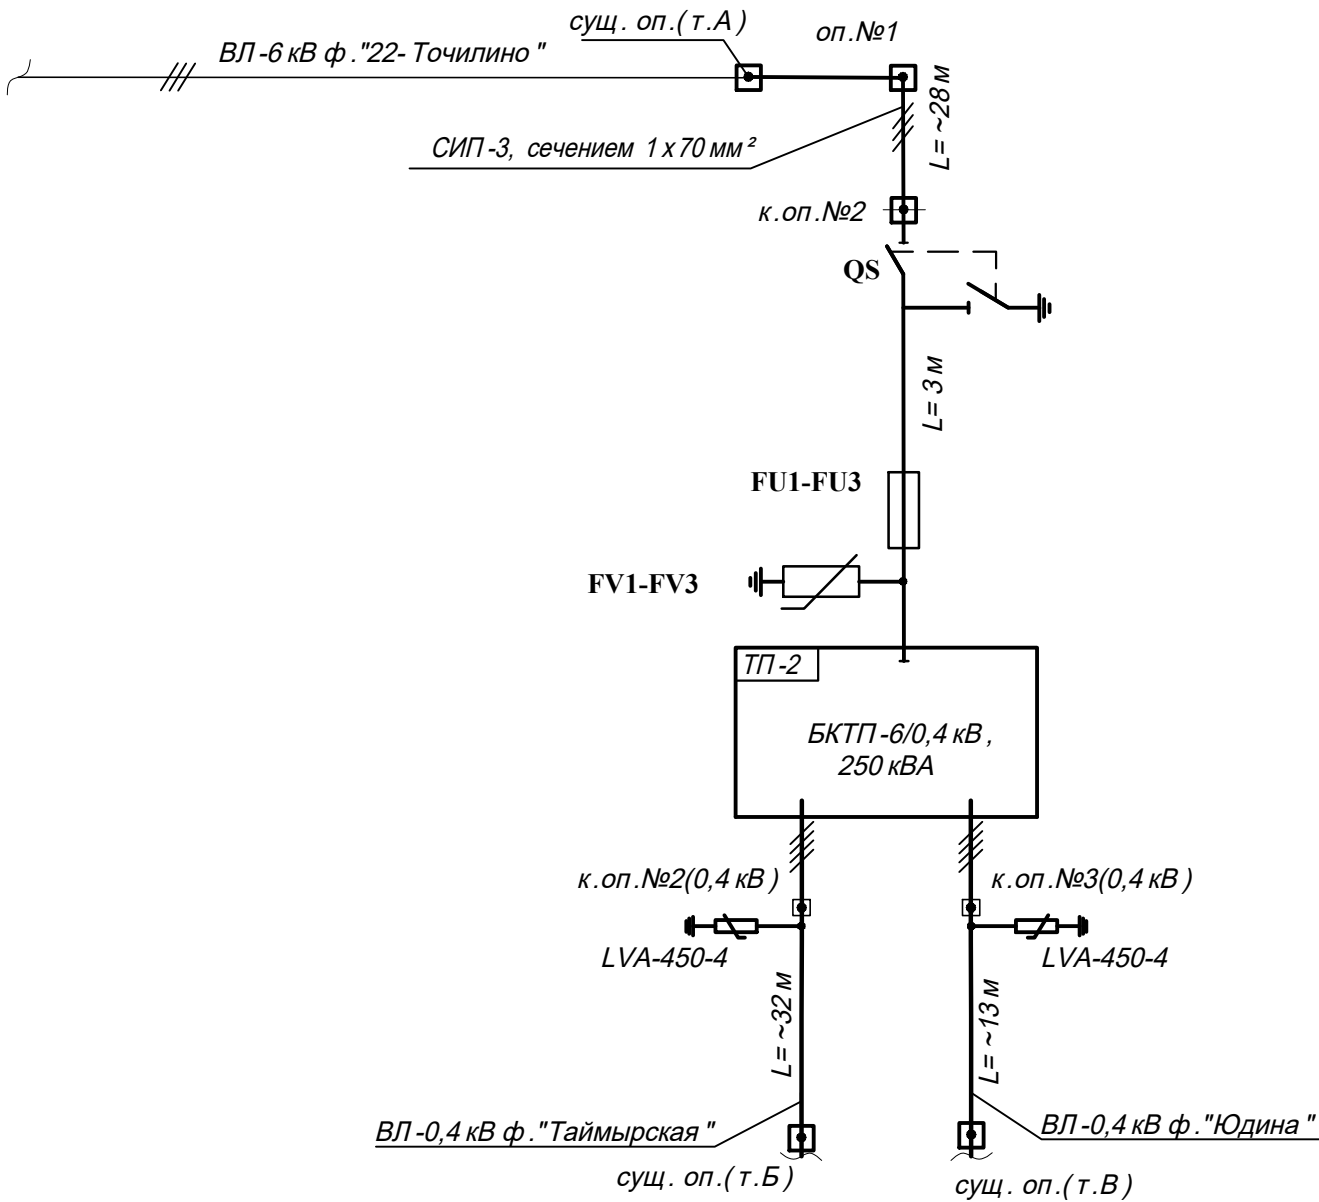 сущ. оп.(т.А)
оп.№1
ВЛ-6 кВ ф."22-Точилино"
L= ~28 м
СИП-3, сечением 1х70 мм²
к.оп.№2
QS
L= 3 м
FU1-FU3
FV1-FV3
ТП-2
БКТП-6/0,4 кВ,
250 кВА
к.оп.№2(0,4 кВ)
к.оп.№3(0,4 кВ)
LVA-450-4
LVA-450-4
L= ~32 м
L= ~13 м
ВЛ-0,4 кВ ф."Таймырская"
ВЛ-0,4 кВ ф."Юдина"
сущ. оп.(т.Б)
сущ. оп.(т.В)